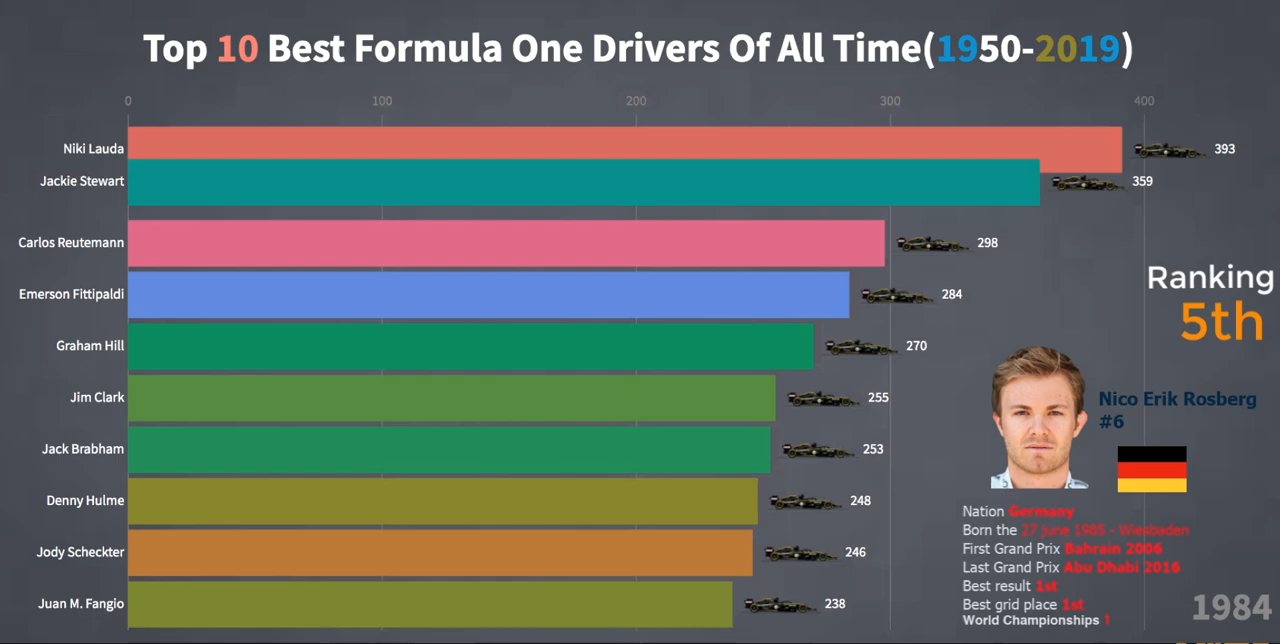 Top 10 Best Formula One Drivers Of All Time(1950-2019)
0 100 200 300 400
Niki Lauda 393
Jackie Stewart 359
Carlos Reutemann 298
Emerson Fittipaldi 284
Graham Hill 270
Jim Clark 255
Jack Brabham 253
Denny Hulme 248
Jody Scheckter 246
Juan M. Fangio 238
Ranking
5th
Nico Erik Rosberg
#6
Nation Germany
Born the 27 june 1985 - Wiesbaden
First Grand Prix Bahrain 2006
Last Grand Prix Abu Dhabi 2016
Best result 1st
Best grid place 1st
World Championships 1
1984